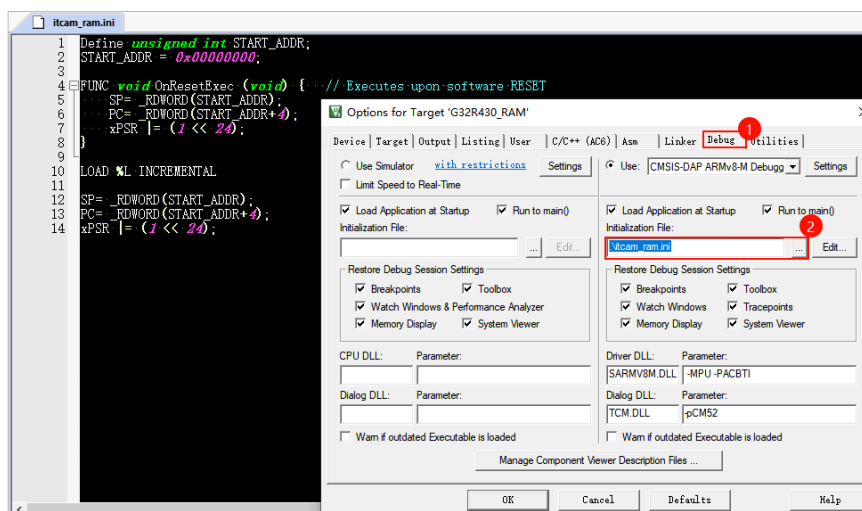 itcam_ram.ini
1 Define unsigned int START_ADDR;
2 START_ADDR = 0x00000000;
3
4 FUNC void OnResetExec (void) { // Executes upon software RESET
5 SP= _RDWORD(START_ADDR);
6 PC= _RDWORD(START_ADDR+4);
7 xPSR |= (1 << 24);
8 }
9
10 LOAD %L INCREMENTAL
11
12 SP= _RDWORD(START_ADDR);
13 PC= _RDWORD(START_ADDR+4);
14 xPSR |= (1 << 24);
Options for Target 'G32R430_RAM'
1
Device Target Output Listing User C/C++ (AC6) Asm Linker Debug Utilities
Use Simulator with restrictions Settings
Limit Speed to Real-Time
Load Application at Startup Run to main()
Initialization File:
... Edit...
Restore Debug Session Settings
Breakpoints Toolbox
Watch Windows & Performance Analyzer
Memory Display System Viewer
CPU DLL: Parameter:
Dialog DLL: Parameter:
Warn if outdated Executable is loaded
Use: CMSIS-DAP ARMv8-M Debugg Settings
Load Application at Startup Run to main()
2
Initialization File:
.\itcam_ram.ini ... Edit...
Restore Debug Session Settings
Breakpoints Toolbox
Watch Windows Tracepoints
Memory Display System Viewer
Driver DLL: Parameter:
SARMV8M.DLL -MPU -PACBTI
Dialog DLL: Parameter:
TCM.DLL -pCM52
Warn if outdated Executable is loaded
Manage Component Viewer Description Files ...
OK Cancel Defaults Help